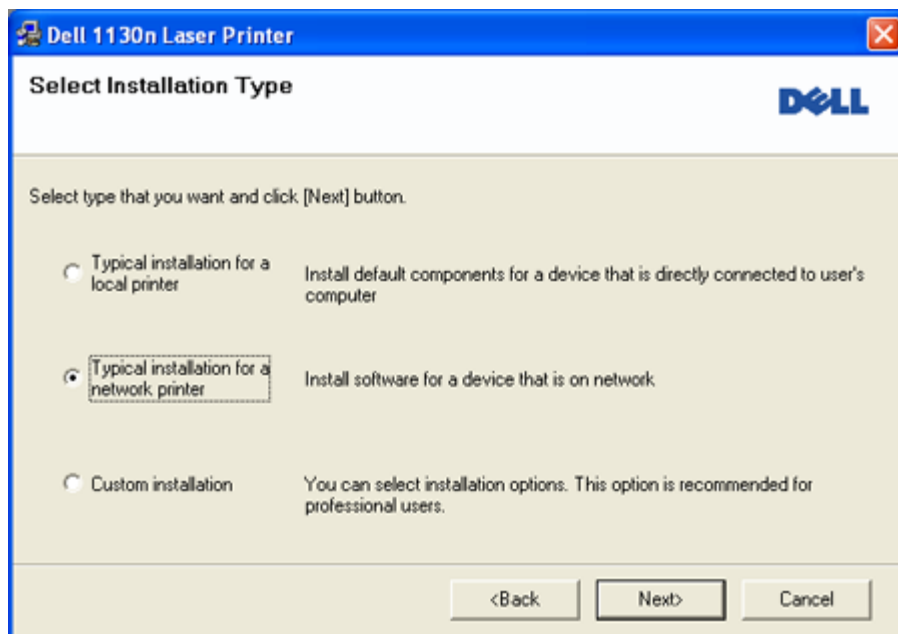 Dell 1130n Laser Printer
Select Installation Type
DELL
Select type that you want and click [Next] button.
Typical installation for a
local printer
Install default components for a device that is directly connected to user's
computer
Typical installation for a
network printer
Install software for a device that is on network
Custom installation
You can select installation options. This option is recommended for
professional users.
<Back
Next>
Cancel